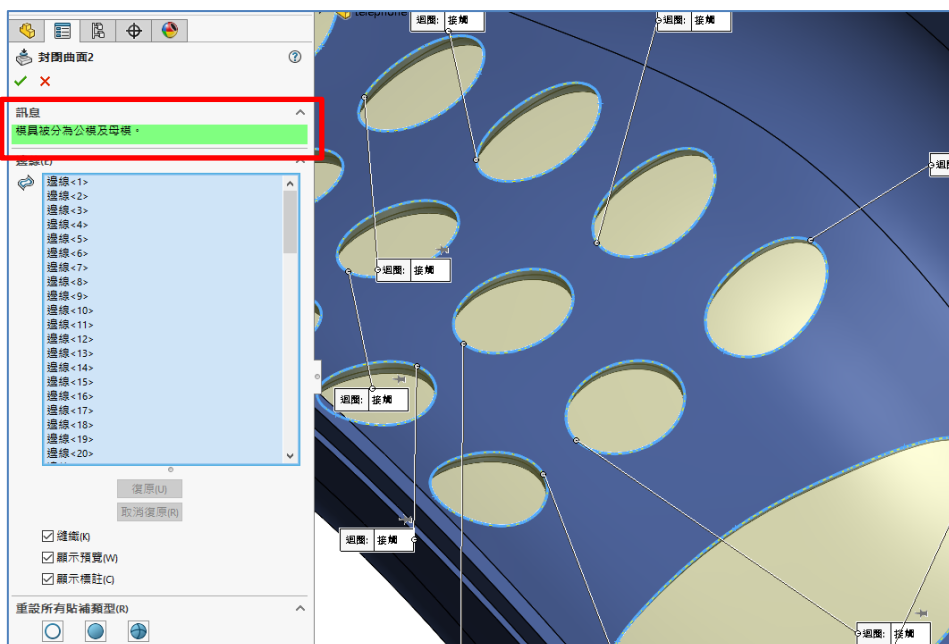 telephone
封閉曲面2
訊息
模具被分為公模及母模。
邊線(E)
邊線<1>
邊線<2>
邊線<3>
邊線<4>
邊線<5>
邊線<6>
邊線<7>
邊線<8>
邊線<9>
邊線<10>
邊線<11>
邊線<12>
邊線<13>
邊線<14>
邊線<15>
邊線<16>
邊線<17>
邊線<18>
邊線<19>
邊線<20>
復原(U)
取消復原(R)
縫織(K)
顯示預覽(W)
顯示標註(C)
重設所有貼補類型(R)
迴圈: 接觸
迴圈: 接觸
迴圈
迴圈: 接觸
迴圈: 接觸
迴圈: 接觸
迴圈: 接觸